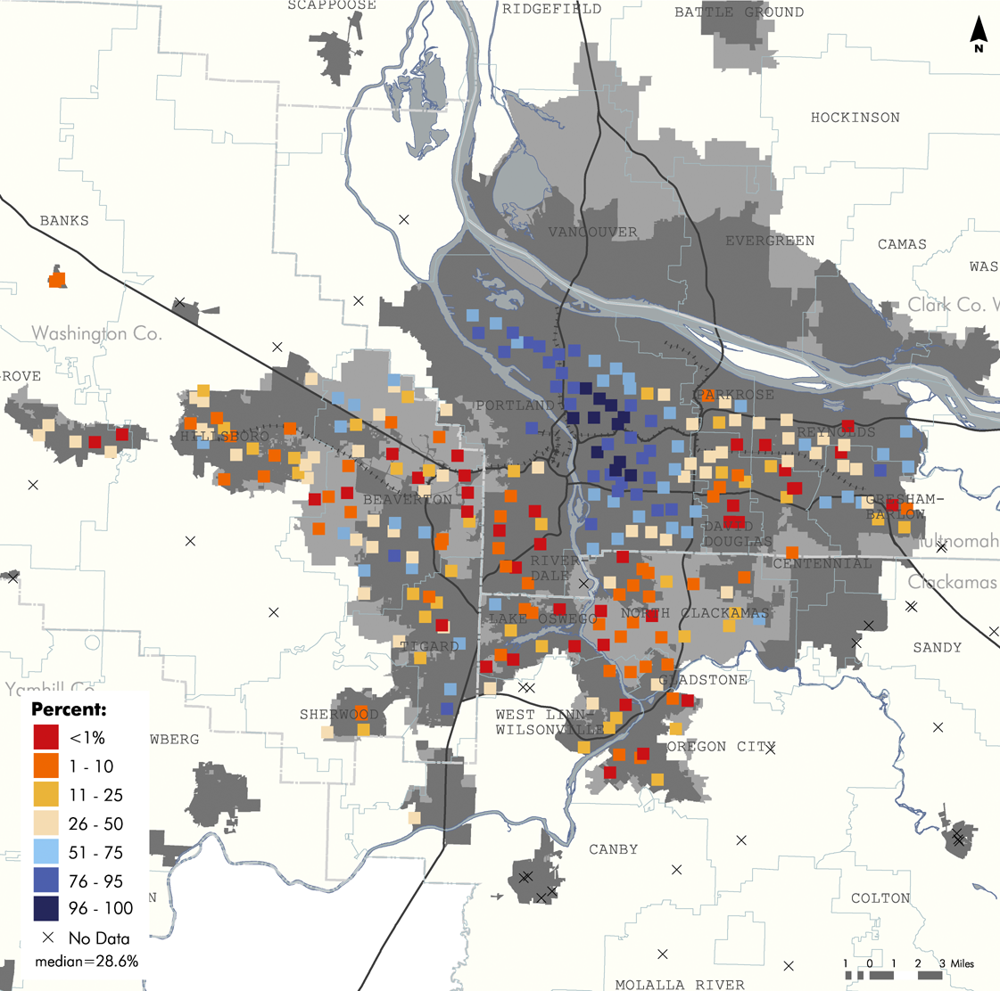 SCAPPOOSE
RIDGEFIELD
BATTLE GROUND
N
HOCKINSON
BANKS
VANCOUVER
EVERGREEN
CAMAS
WAS
Clark Co. W
Washington Co.
ROVE
PORTLAND
PARKROSE
HILLSBORO
REYNOLDS
BEAVERTON
GRESHAM-
BARLOW
DAVID
DOUGLAS
Multnomah
RIVER-
DALE
CENTENNIAL
Clackamas
LAKE OSWEGO
NORTH CLACKAMAS
TIGARD
SANDY
Yamhill Co.
GLADSTONE
SHERWOOD
WEST LINN-
WILSONVILLE
WBERG
OREGON CITY
CANBY
N
COLTON
MOLALLA RIVER
Percent:
<1%
1 - 10
11 - 25
26 - 50
51 - 75
76 - 95
96 - 100
No Data
median=28.6%
1 0 1 2 3 Miles